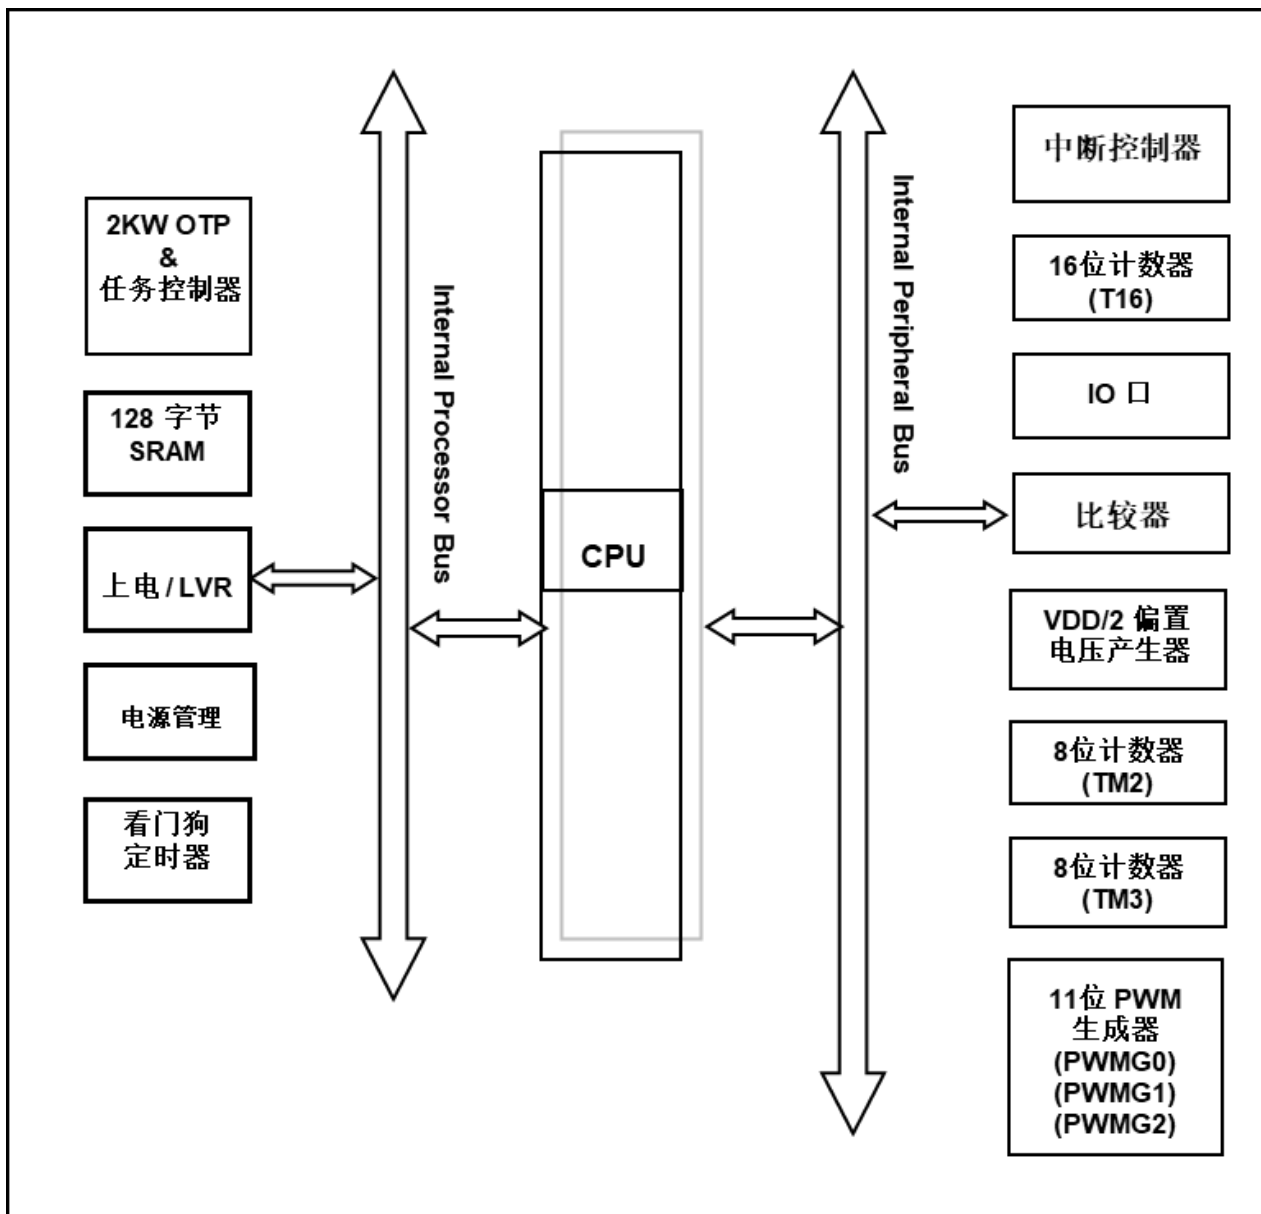 2KW OTP
&
任务控制器
128 字节
SRAM
上电 / LVR
电源管理
看门狗
定时器
Internal Processor Bus
CPU
Internal Peripheral Bus
中断控制器
16位计数器
(T16)
IO 口
比较器
VDD/2 偏置
电压产生器
8位计数器
(TM2)
8位计数器
(TM3)
11位 PWM
生成器
(PWMG0)
(PWMG1)
(PWMG2)